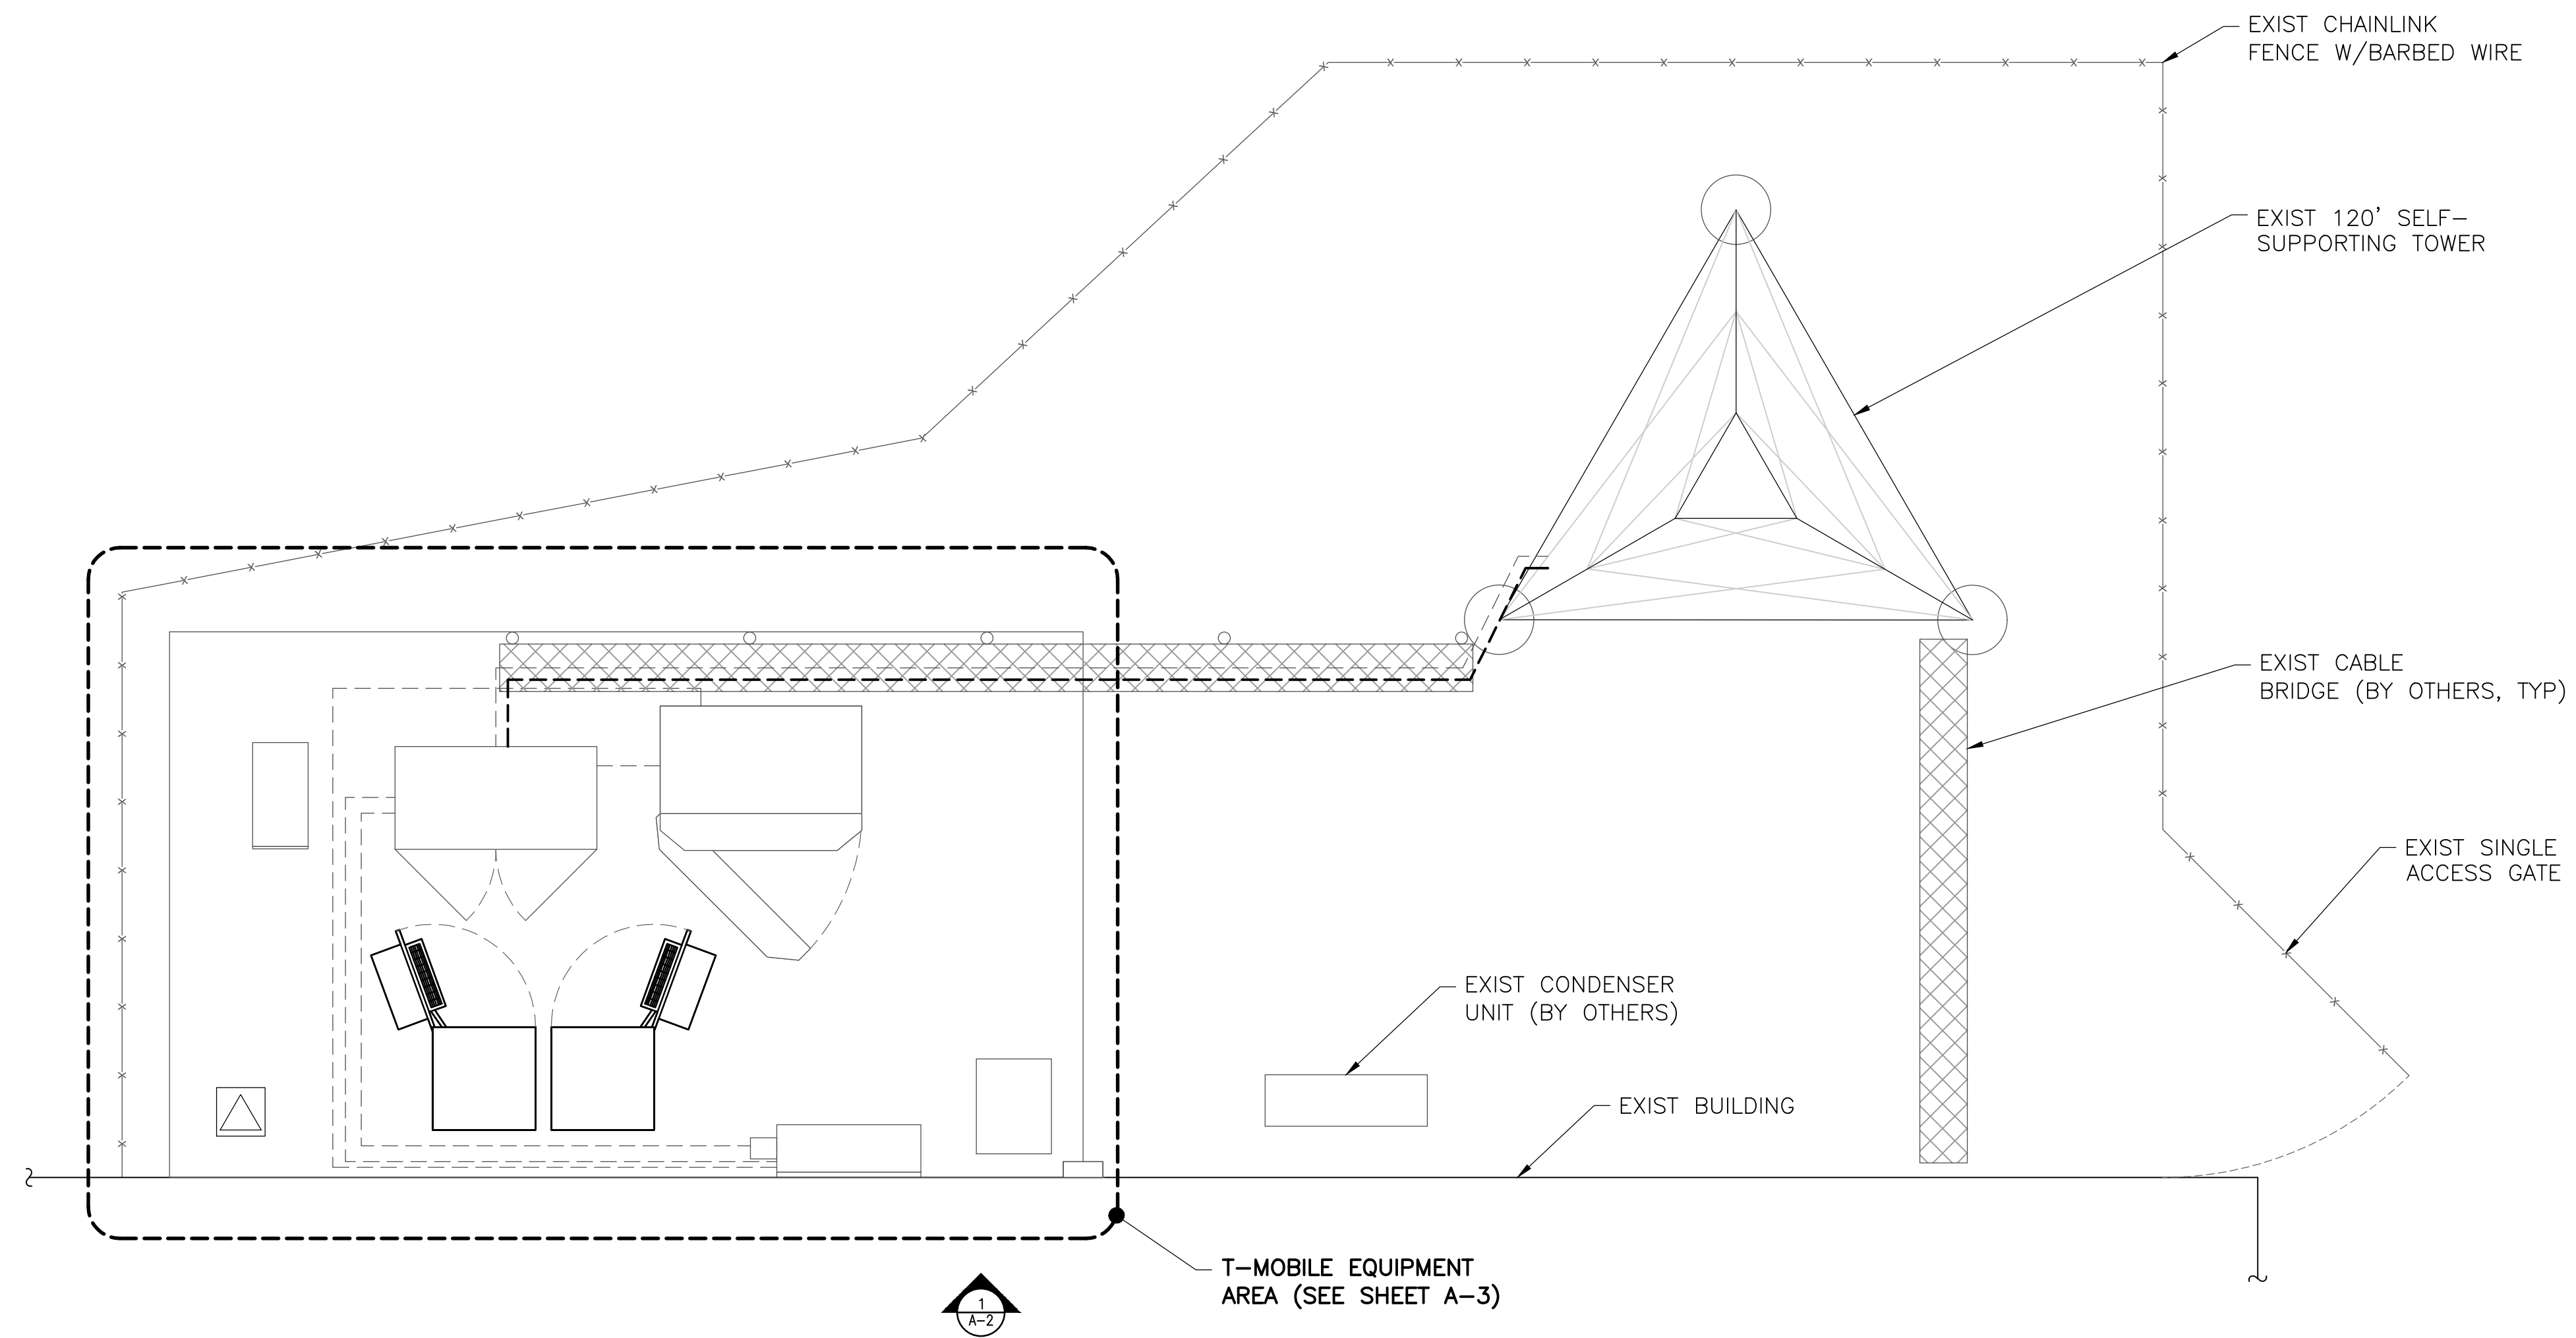 EXIST CHAINLINK
FENCE W/BARBED WIRE
EXIST 120' SELF-
SUPPORTING TOWER
EXIST CABLE
BRIDGE (BY OTHERS, TYP)
EXIST SINGLE
ACCESS GATE
EXIST CONDENSER
UNIT (BY OTHERS)
EXIST BUILDING
T-MOBILE EQUIPMENT
AREA (SEE SHEET A-3)
1
A-2